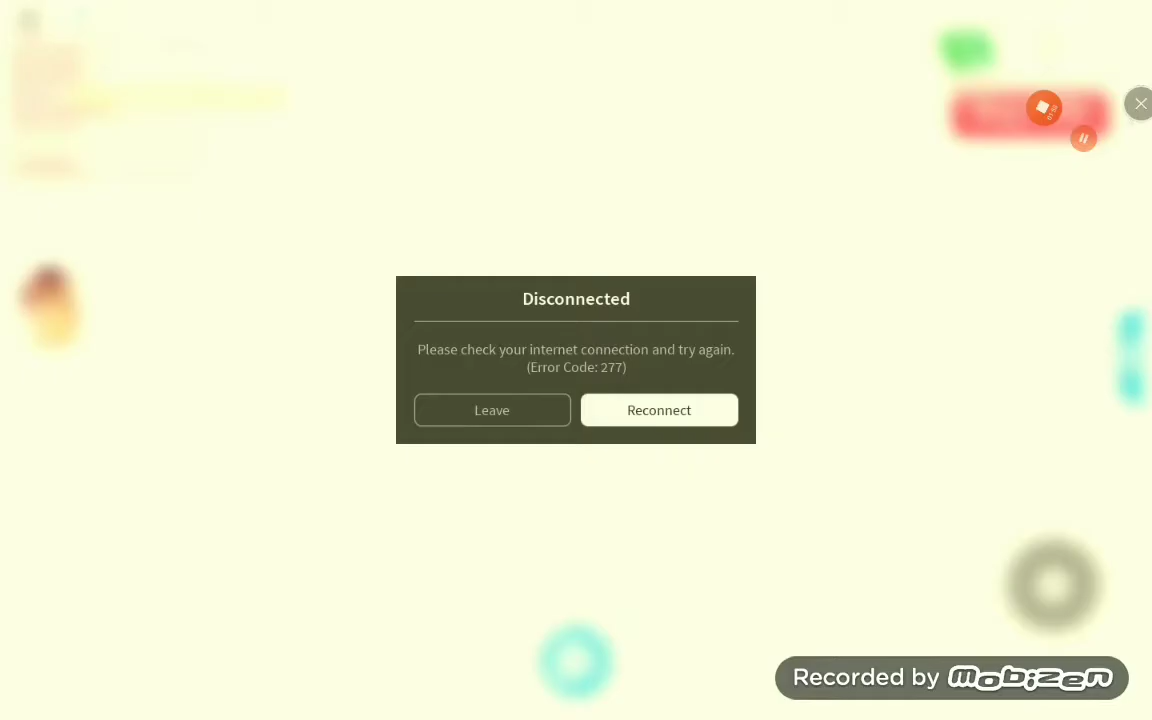 Disconnected
Please check your internet connection and try again.
(Error Code: 277)
Leave
Reconnect
Recorded by Mobizen